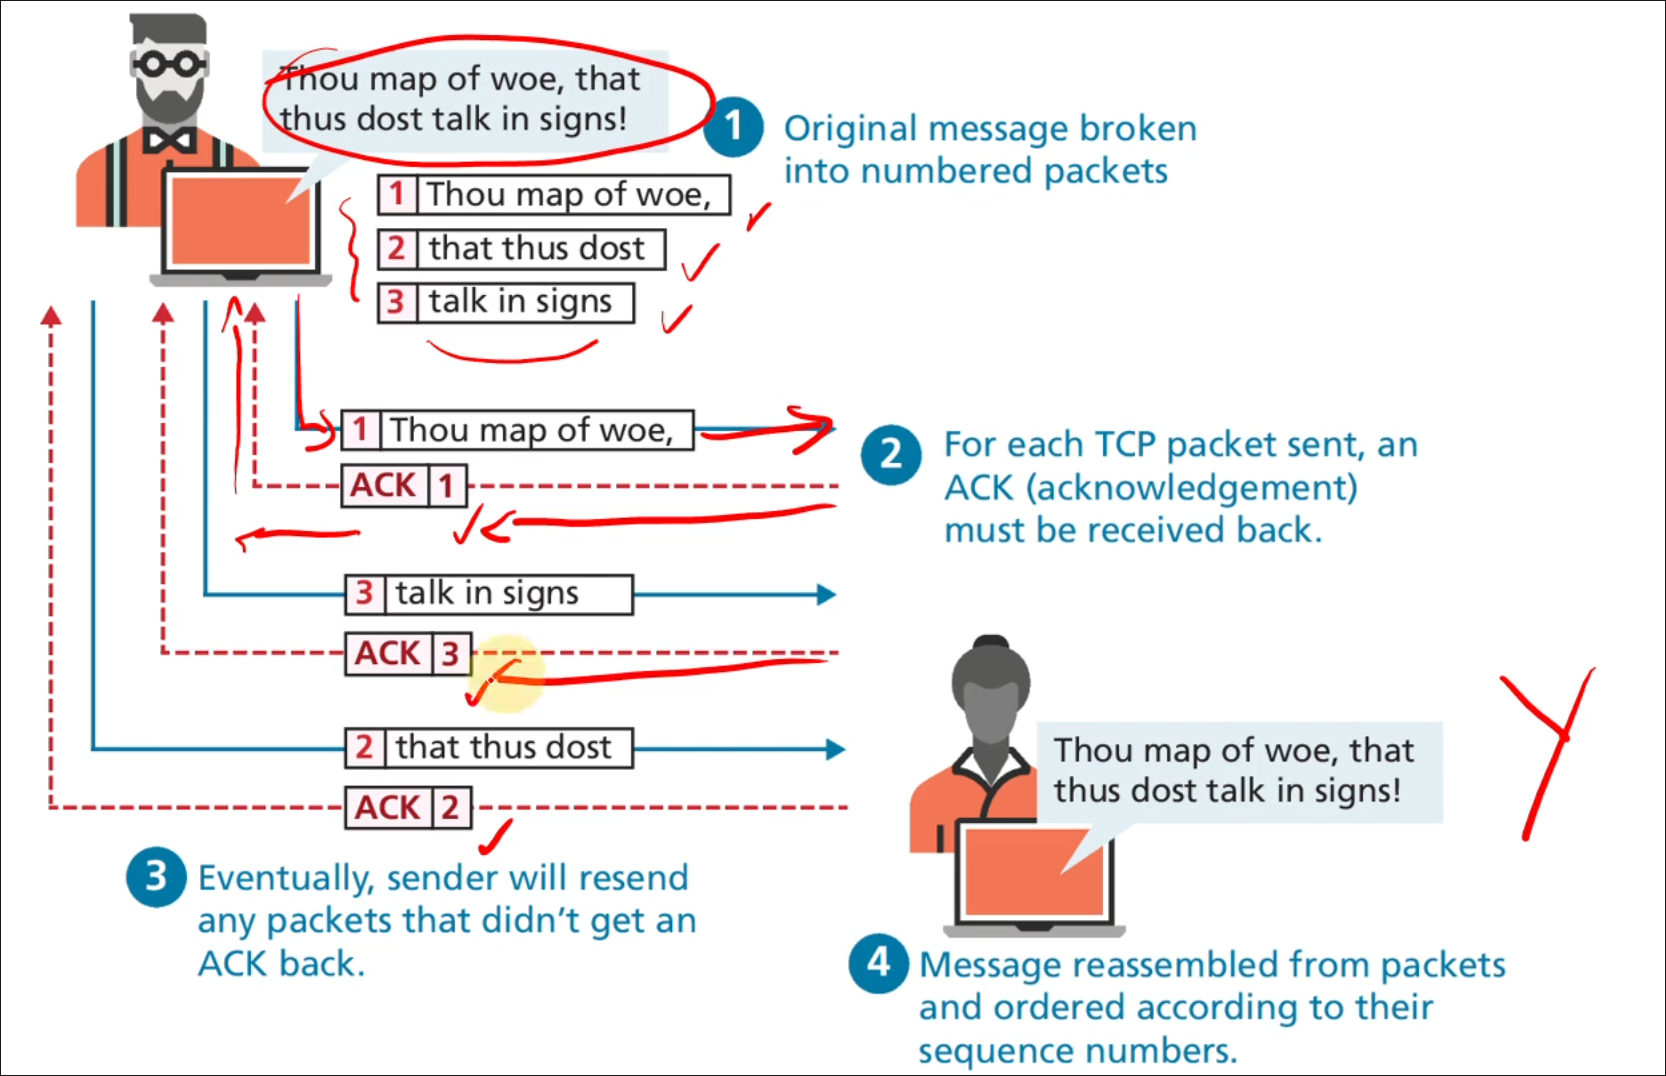 Thou map of woe, that
thus dost talk in signs!
1
Original message broken
into numbered packets
1 Thou map of woe,
2 that thus dost
3 talk in signs
1 Thou map of woe,
ACK 1
2
For each TCP packet sent, an
ACK (acknowledgement)
must be received back.
3 talk in signs
ACK 3
2 that thus dost
ACK 2
Thou map of woe, that
thus dost talk in signs!
3
Eventually, sender will resend
any packets that didn't get an
ACK back.
4
Message reassembled from packets
and ordered according to their
sequence numbers.